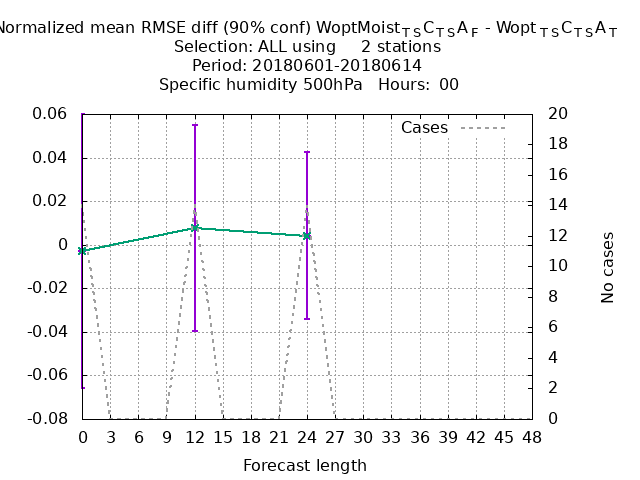 Normalized mean RMSE diff (90% conf) WoptMoist_TSC_TSA_F - Wopt_TSC_TSA_T
Selection: ALL using 2 stations
Period: 20180601-20180614
Specific humidity 500hPa Hours: 00
0.06
0.04
0.02
0
-0.02
-0.04
-0.06
-0.08
Cases
20
18
16
14
12
10
8
6
4
2
0
No cases
0 3 6 9 12 15 18 21 24 27 30 33 36 39 42 45 48
Forecast length